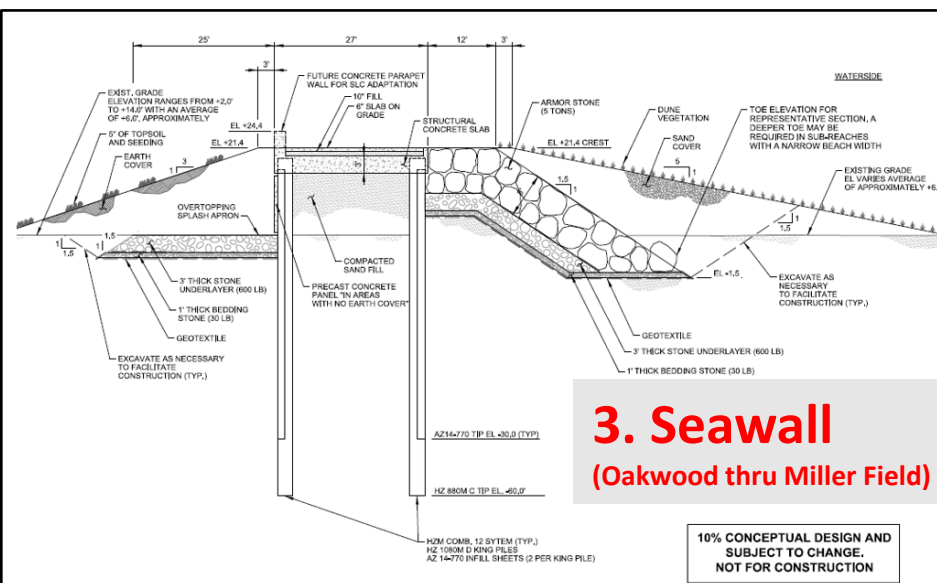 25'
27'
12'
3'
3'
WATERSIDE
EXIST. GRADE
ELEVATION RANGES FROM +2.0'
TO +14.0' WITH AN AVERAGE
OF +6.0', APPROXIMATELY
FUTURE CONCRETE PARAPET
WALL FOR SLC ADAPTATION
10" FILL
6" SLAB ON
GRADE
STRUCTURAL
CONCRETE SLAB
ARMOR STONE
(5 TONS)
DUNE
VEGETATION
SAND
COVER
TOE ELEVATION FOR
REPRESENTATIVE SECTION, A
DEEPER TOE MAY BE
REQUIRED IN SUB-REACHES
WITH A NARROW BEACH WIDTH
5" OF TOPSOIL
AND SEEDING
EARTH
COVER
EL +24.4
EL +21.4
EL +21.4 CREST
3
1
3'
1.5
1
5
1
EXISTING GRADE
EL VARIES AVERAGE
OF APPROXIMATELY +6.
OVERTOPPING
SPLASH APRON
1
1.5
1.5
1
1
1.5
COMPACTED
SAND FILL
PRECAST CONCRETE
PANEL "IN AREAS
WITH NO EARTH COVER"
EL -1.5
EXCAVATE AS
NECESSARY
TO FACILITATE
CONSTRUCTION (TYP.)
3' THICK STONE
UNDERLAYER (600 LB)
1' THICK BEDDING
STONE (30 LB)
GEOTEXTILE
EXCAVATE AS NECESSARY
TO FACILITATE
CONSTRUCTION (TYP.)
GEOTEXTILE
3' THICK STONE UNDERLAYER (600 LB)
1' THICK BEDDING STONE (30 LB)
3. Seawall
(Oakwood thru Miller Field)
AZ14-770 TIP EL -30.0 (TYP)
HZ 880M C TIP EL. -60.0'
HZM COMB. 12 SYTEM (TYP.)
HZ 1080M D KING PILES
AZ 14-770 INFILL SHEETS (2 PER KING PILE)
10% CONCEPTUAL DESIGN AND
SUBJECT TO CHANGE.
NOT FOR CONSTRUCTION